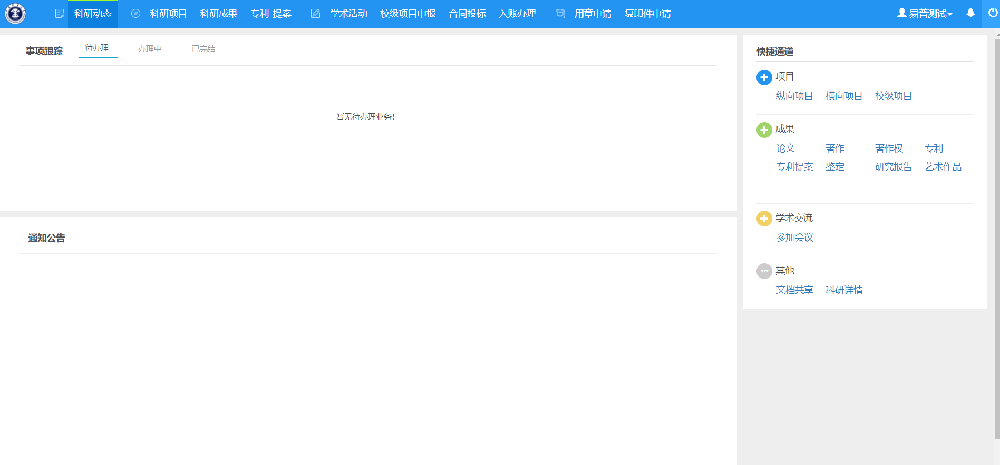 科研动态 科研项目 科研成果 专利-提案 学术活动 校级项目申报 合同投标 入账办理 用章申请 复印件申请 易普测试
事项跟踪 待办理 办理中 已完结
暂无待办理业务！
通知公告
快捷通道
项目
纵向项目 横向项目 校级项目
成果
论文 著作 著作权 专利
专利提案 鉴定 研究报告 艺术作品
学术交流
参加会议
其他
文档共享 科研详情